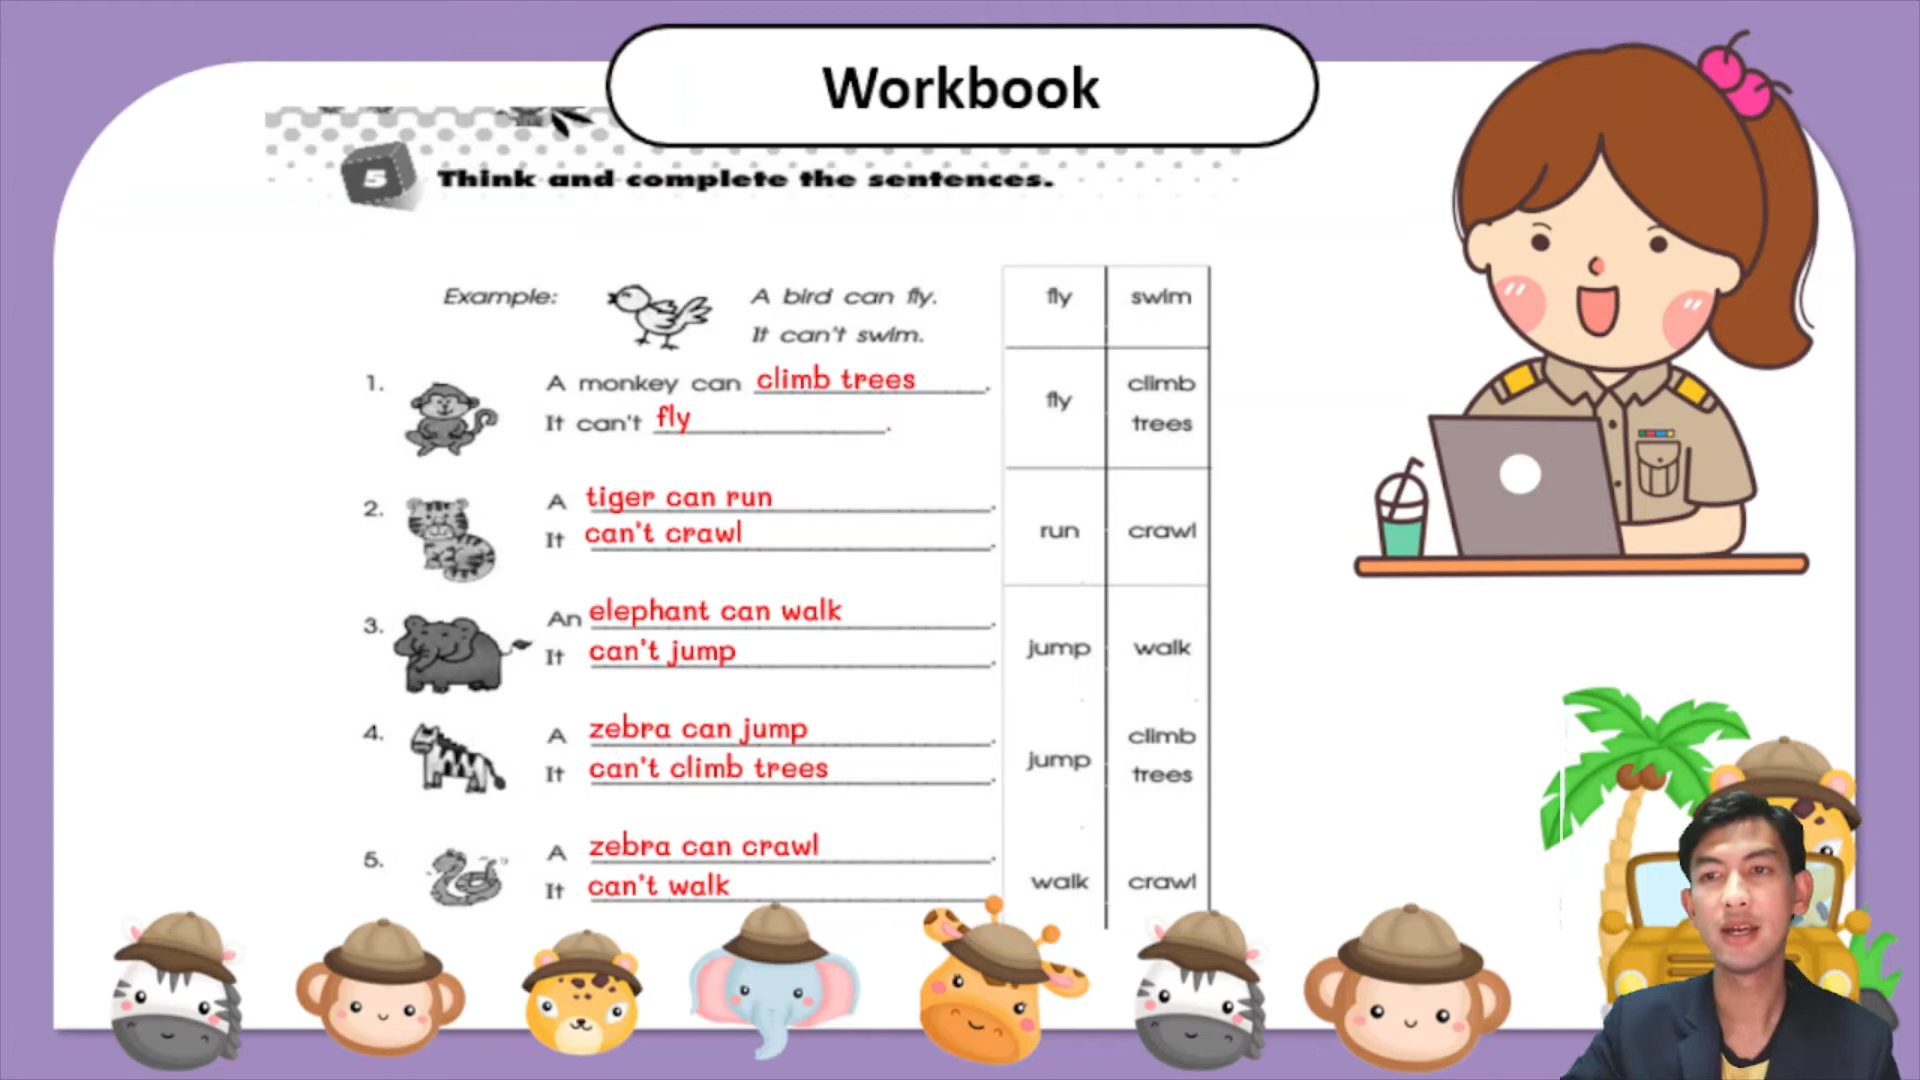 Workbook
5 Think and complete the sentences.
Example: A bird can fly. fly swim
It can't swim.
1. A monkey can climb trees. fly climb trees
It can't fly.
2. A tiger can run. run crawl
It can't crawl.
3. An elephant can walk. jump walk
It can't jump.
4. A zebra can jump. jump climb trees
It can't climb trees.
5. A zebra can crawl. walk crawl
It can't walk